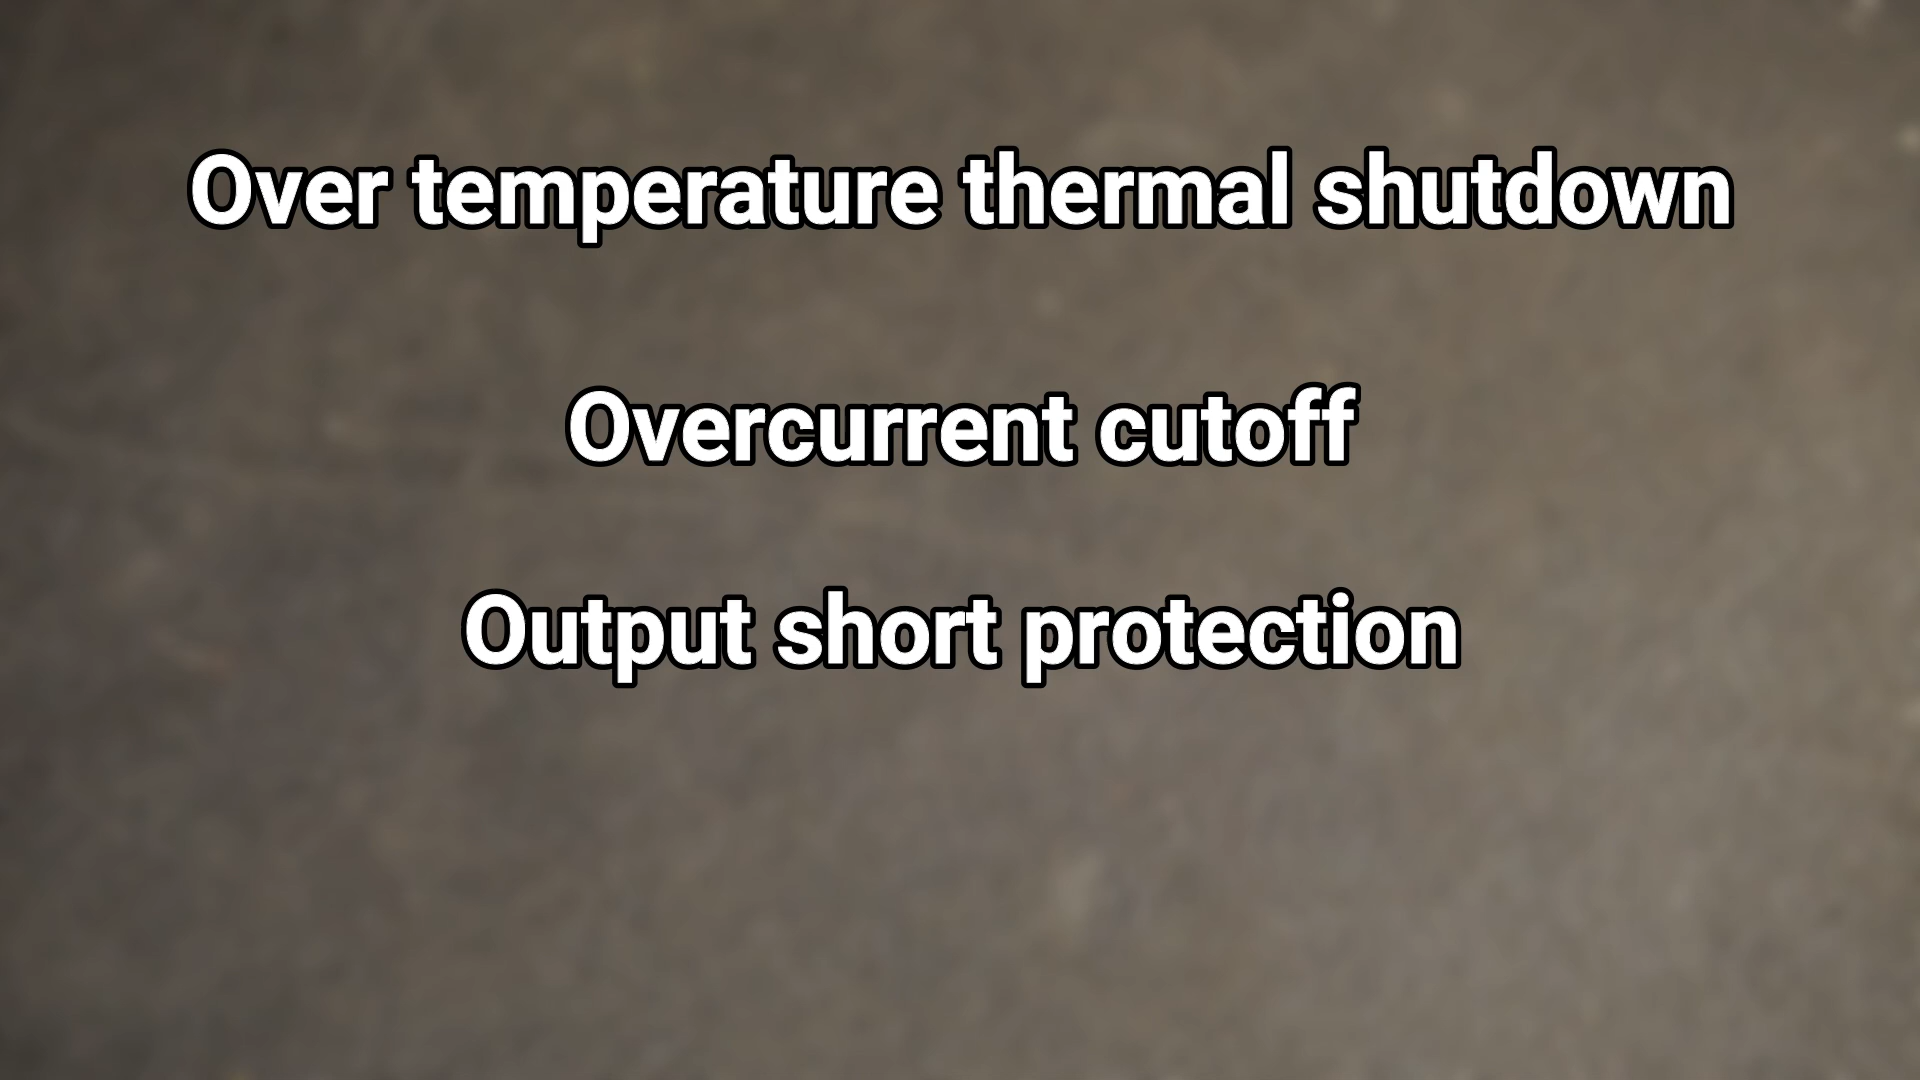 Over temperature thermal shutdown
Overcurrent cutoff
Output short protection